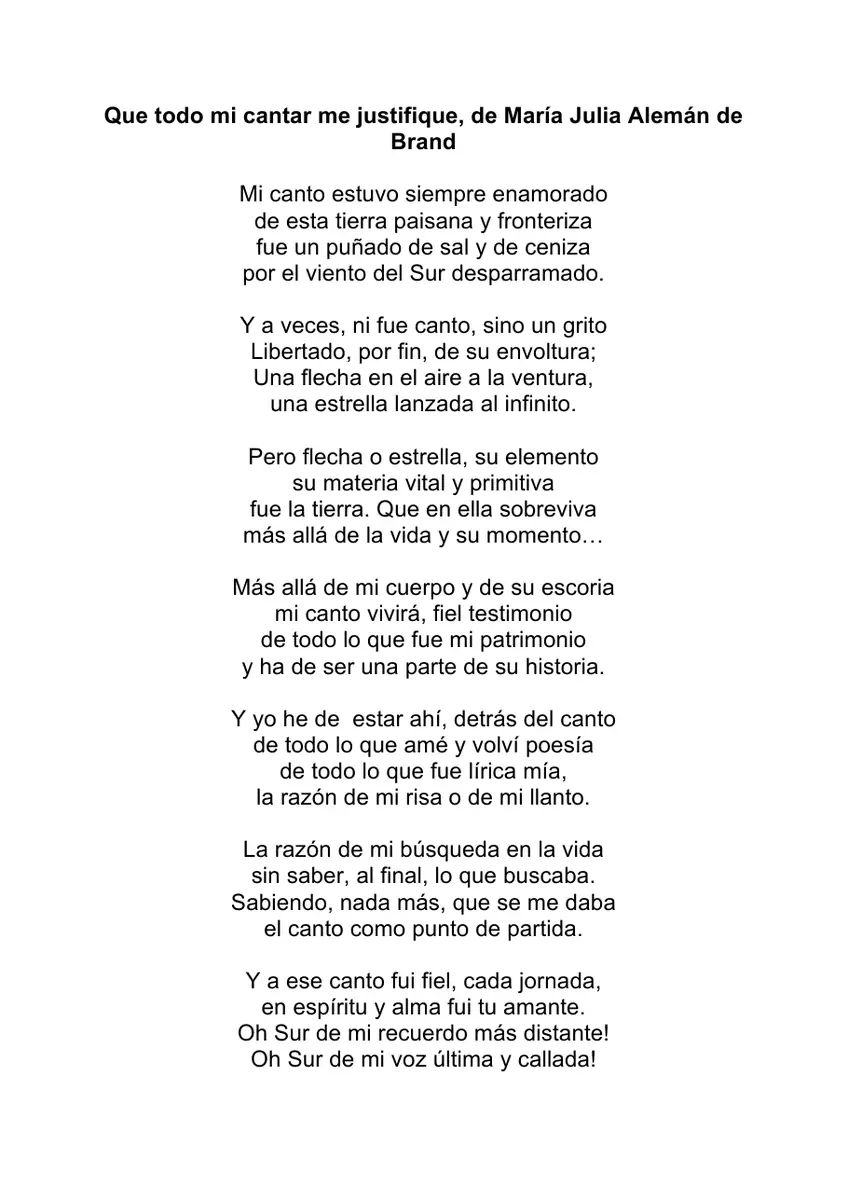 Que todo mi cantar me justifique, de María Julia Alemán de
Brand
Mi canto estuvo siempre enamorado
de esta tierra paisana y fronteriza
fue un puñado de sal y de ceniza
por el viento del Sur desparramado.
Y a veces, ni fue canto, sino un grito
Libertado, por fin, de su envoltura;
Una flecha en el aire a la ventura,
una estrella lanzada al infinito.
Pero flecha o estrella, su elemento
su materia vital y primitiva
fue la tierra. Que en ella sobreviva
más allá de la vida y su momento…
Más allá de mi cuerpo y de su escoria
mi canto vivirá, fiel testimonio
de todo lo que fue mi patrimonio
y ha de ser una parte de su historia.
Y yo he de  estar ahí, detrás del canto
de todo lo que amé y volví poesía
de todo lo que fue lírica mía,
la razón de mi risa o de mi llanto.
La razón de mi búsqueda en la vida
sin saber, al final, lo que buscaba.
Sabiendo, nada más, que se me daba
el canto como punto de partida.
Y a ese canto fui fiel, cada jornada,
en espíritu y alma fui tu amante.
Oh Sur de mi recuerdo más distante!
Oh Sur de mi voz última y callada!